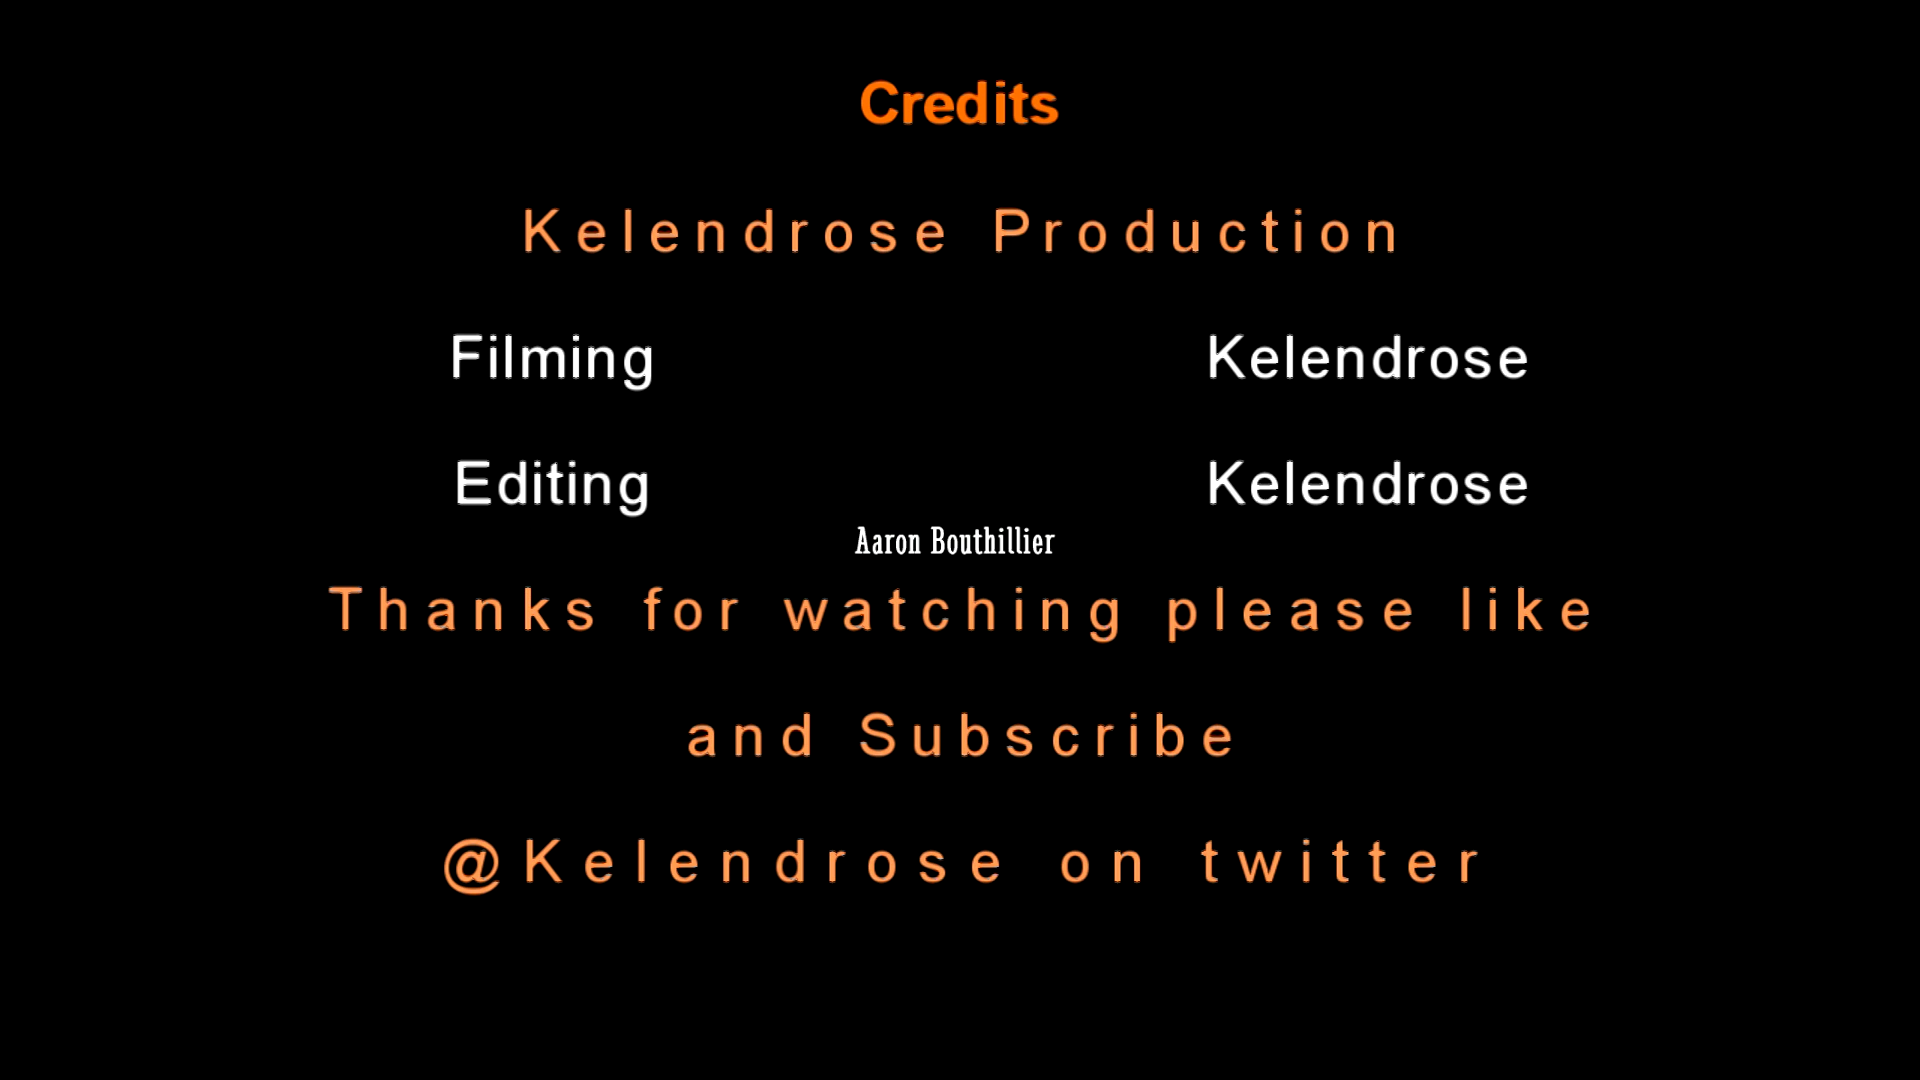 Credits
Kelendrose Production
Filming Kelendrose
Editing Kelendrose
Aaron Bouthillier
Thanks for watching please like
and Subscribe
@Kelendrose on twitter